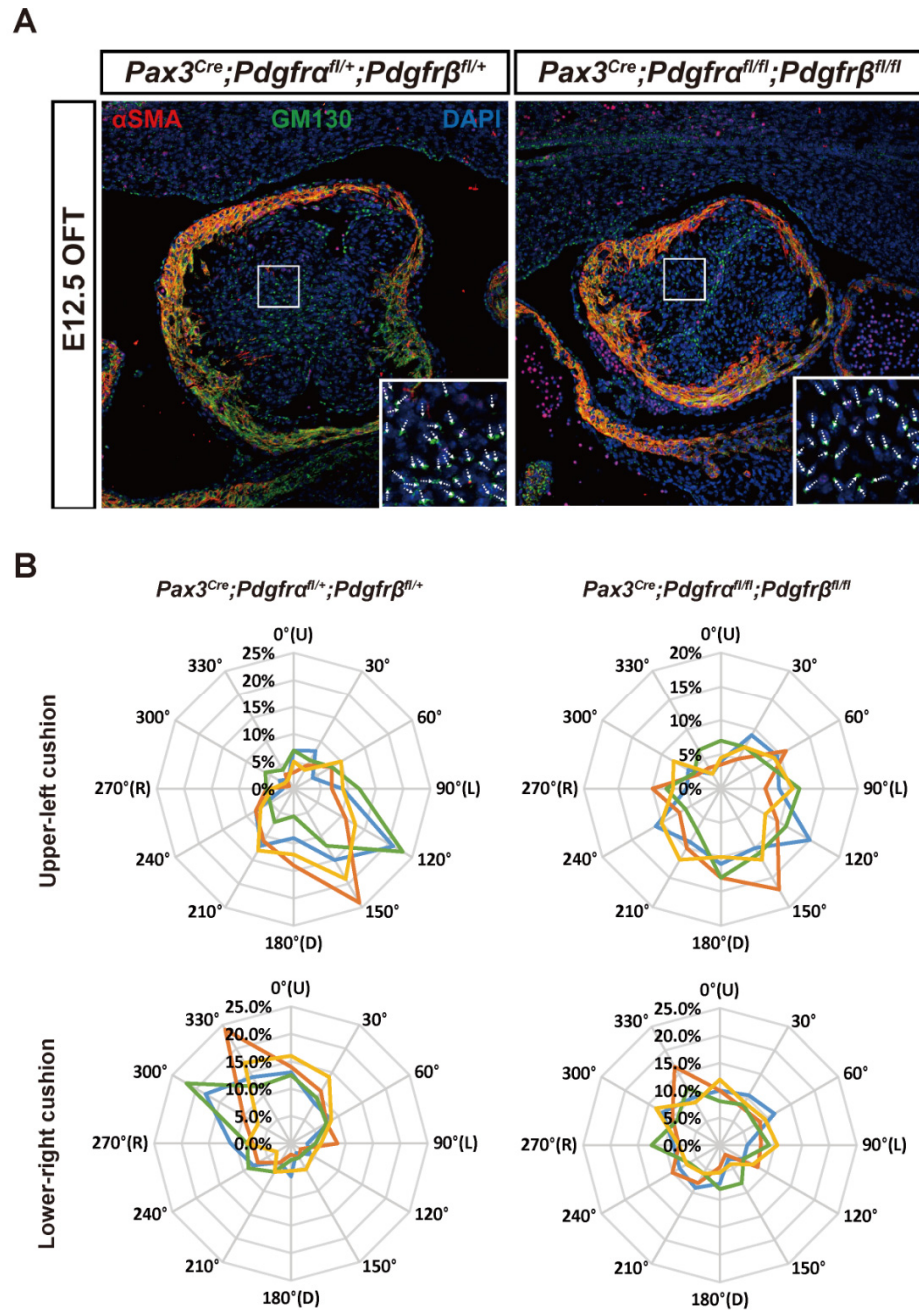 A
Pax3Cre;Pdgfrαfl/+;Pdgfrβfl/+
Pax3Cre;Pdgfrαfl/fl;Pdgfrβfl/fl
αSMA GM130 DAPI
E12.5 OFT
B
Pax3Cre;Pdgfrαfl/+;Pdgfrβfl/+
Pax3Cre;Pdgfrαfl/fl;Pdgfrβfl/fl
Upper-left cushion
0°(U)
30°
60°
90°(L)
120°
150°
180°(D)
210°
240°
270°(R)
300°
330°
25%
20%
15%
10%
5%
0%
0°(U)
30°
60°
90°(L)
120°
150°
180°(D)
210°
240°
270°(R)
300°
330°
20%
15%
10%
5%
0%
Lower-right cushion
0°(U)
30°
60°
90°(L)
120°
150°
180°(D)
210°
240°
270°(R)
300°
330°
25.0%
20.0%
15.0%
10.0%
5.0%
0.0%
0°(U)
30°
60°
90°(L)
120°
150°
180°(D)
210°
240°
270°(R)
300°
330°
25.0%
20.0%
15.0%
10.0%
5.0%
0.0%